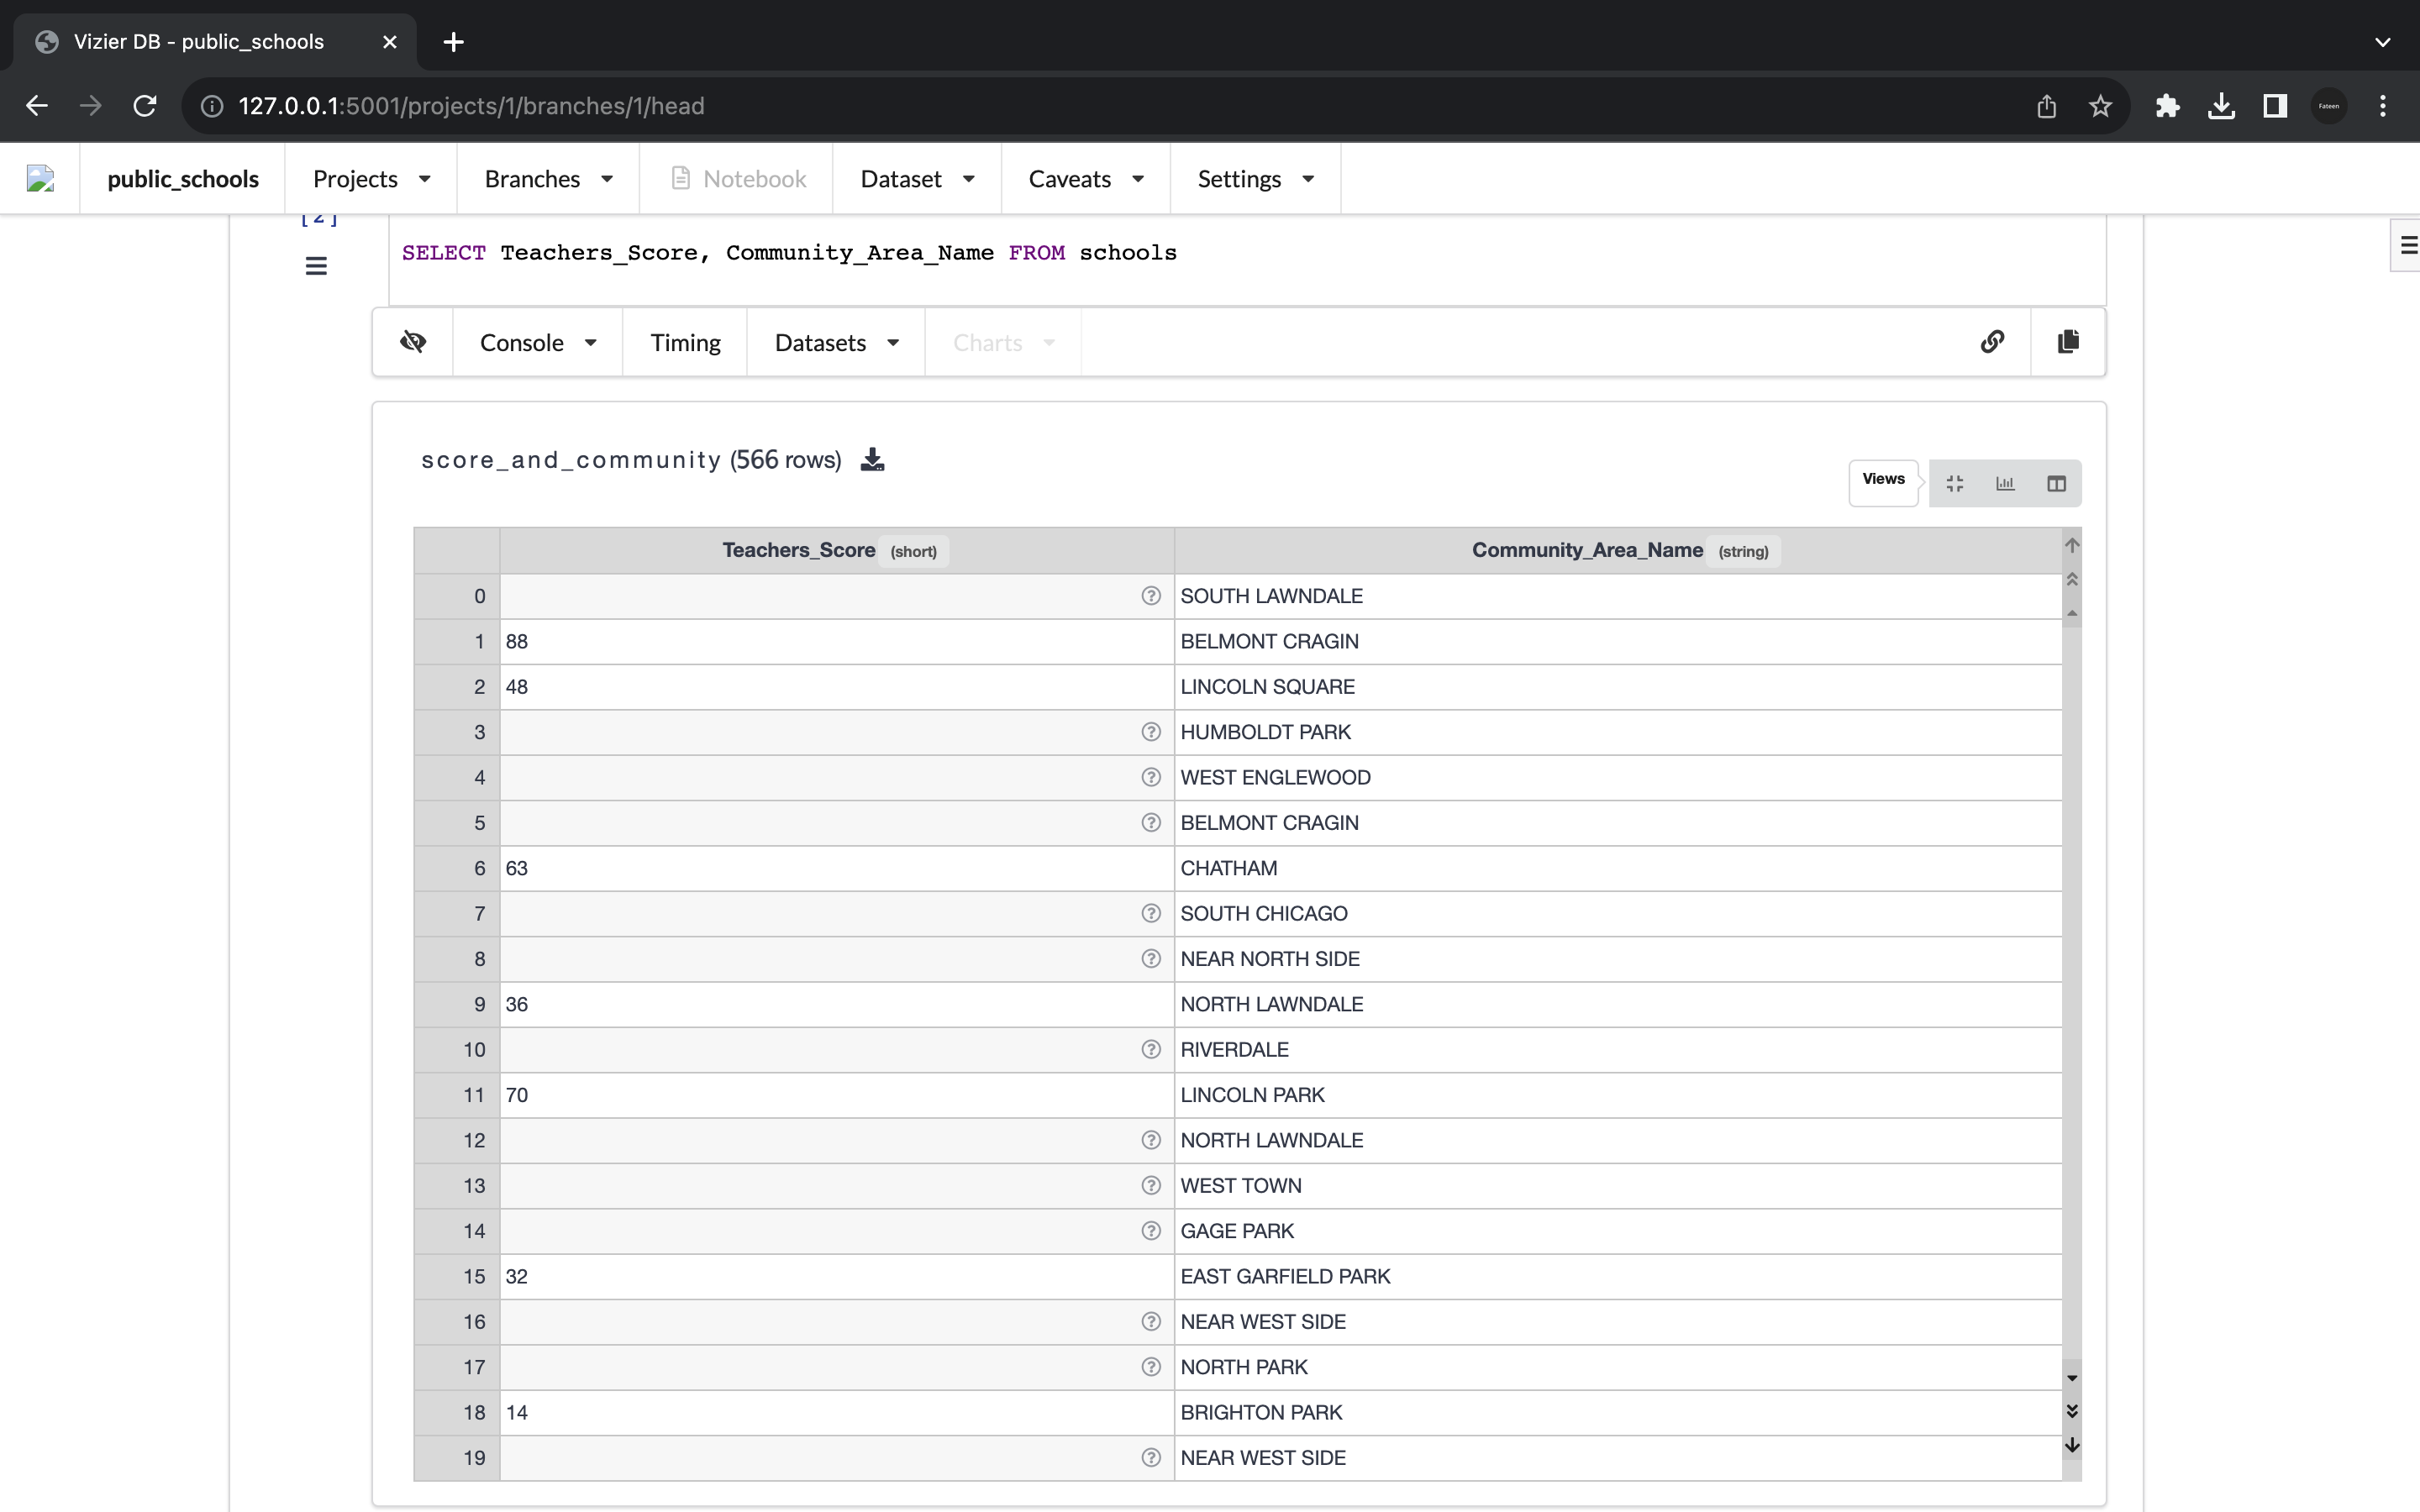 Vizier DB - public_schools
127.0.0.1:5001/projects/1/branches/1/head
Fateen
public_schools Projects Branches Notebook Dataset Caveats Settings
[2]
SELECT Teachers_Score, Community_Area_Name FROM schools
Console Timing Datasets Charts
score_and_community (566 rows)
Views
Teachers_Score (short) Community_Area_Name (string)
0 SOUTH LAWNDALE
1 88 BELMONT CRAGIN
2 48 LINCOLN SQUARE
3 HUMBOLDT PARK
4 WEST ENGLEWOOD
5 BELMONT CRAGIN
6 63 CHATHAM
7 SOUTH CHICAGO
8 NEAR NORTH SIDE
9 36 NORTH LAWNDALE
10 RIVERDALE
11 70 LINCOLN PARK
12 NORTH LAWNDALE
13 WEST TOWN
14 GAGE PARK
15 32 EAST GARFIELD PARK
16 NEAR WEST SIDE
17 NORTH PARK
18 14 BRIGHTON PARK
19 NEAR WEST SIDE